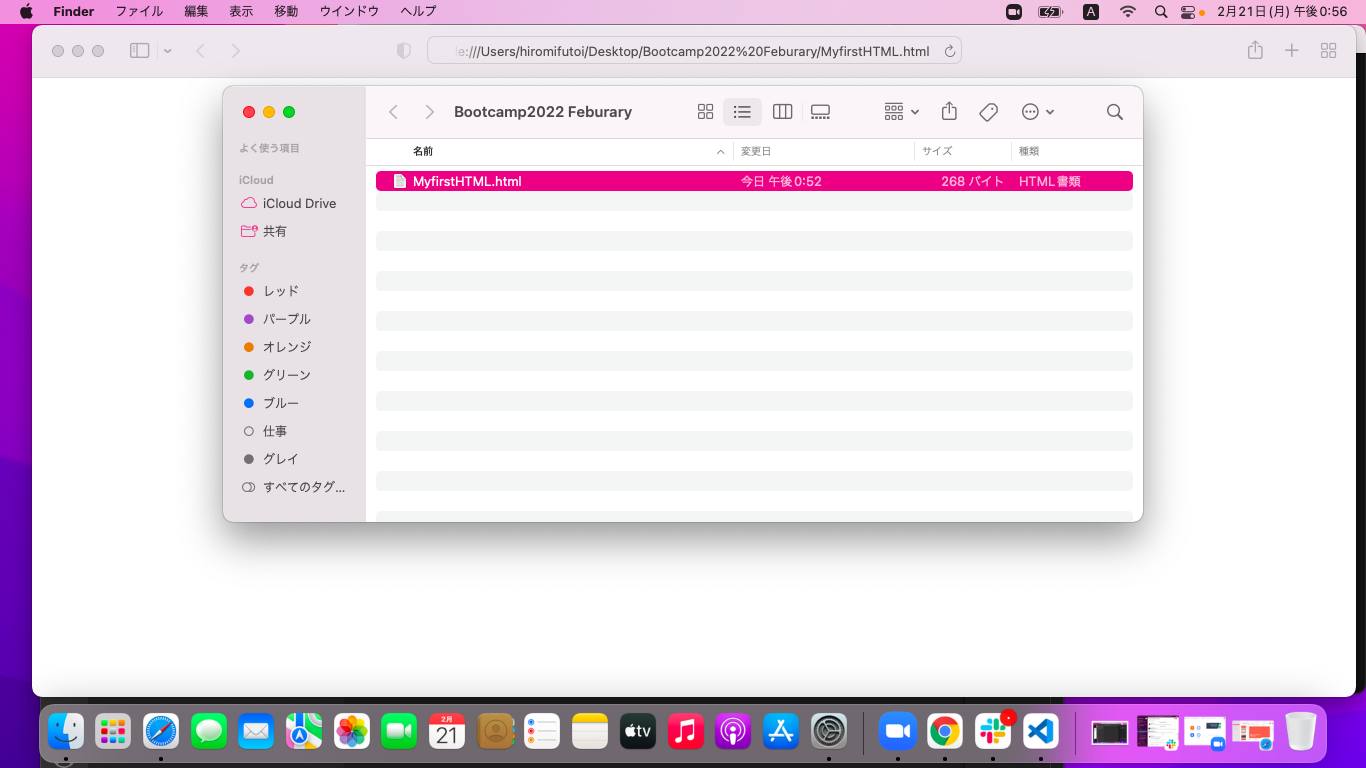 Finder ファイル 編集 表示 移動 ウインドウ ヘルプ A 2月21日(月) 午後0:56
le:///Users/hiromifutoi/Desktop/Bootcamp2022%20Feburary/MyfirstHTML.html
Bootcamp2022 Feburary
よく使う項目
iCloud
iCloud Drive
共有
タグ
レッド
パープル
オレンジ
グリーン
ブルー
仕事
グレイ
すべてのタグ...
名前 変更日 サイズ 種類
MyfirstHTML.html 今日 午後0:52 268 バイト HTML書類
2月
21
tv